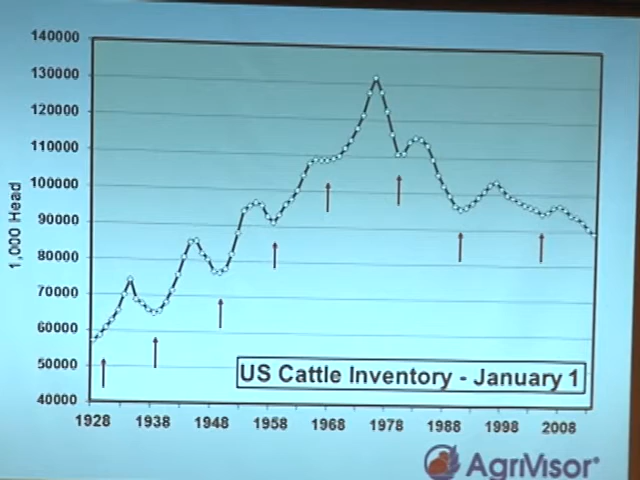 140000
130000
120000
110000
100000
90000
80000
70000
60000
50000
40000
1,000 Head
US Cattle Inventory - January 1
1928 1938 1948 1958 1968 1978 1988 1998 2008
AgriVisor